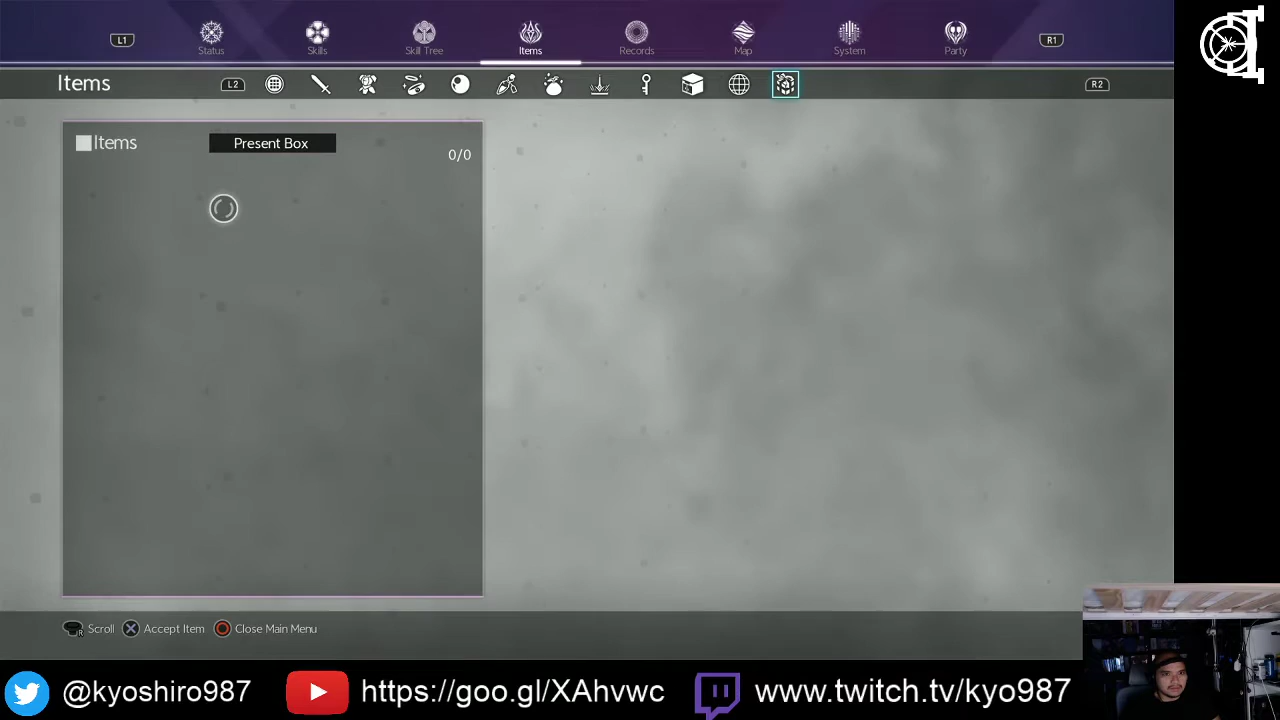 L1 Status Skills Skill Tree Items Records Map System Party R1
Items L2 R2
Items Present Box
0/0
R Scroll Accept Item Close Main Menu
@kyoshiro987 https://goo.gl/XAhvwc www.twitch.tv/kyo987